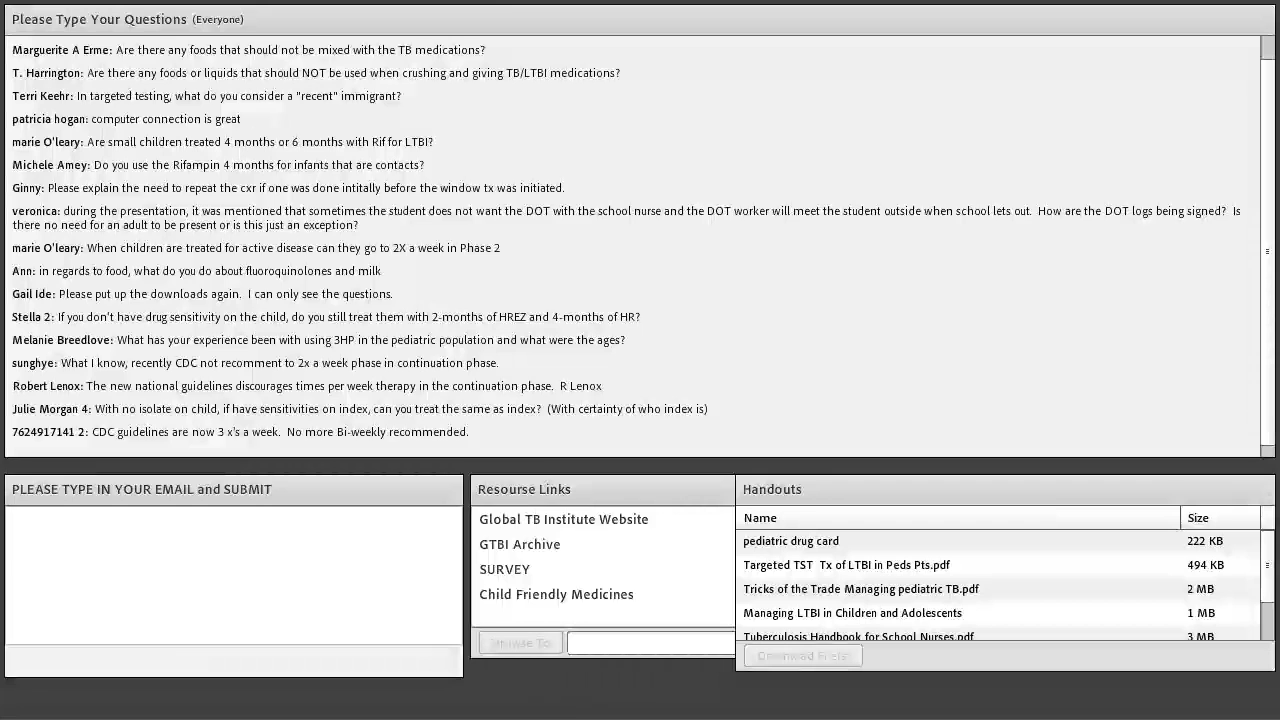 Please Type Your Questions (Everyone)
Marguerite A Erme: Are there any foods that should not be mixed with the TB medications?
T. Harrington: Are there any foods or liquids that should NOT be used when crushing and giving TB/LTBI medications?
Terri Keehr: In targeted testing, what do you consider a "recent" immigrant?
patricia hogan: computer connection is great
marie O'leary: Are small children treated 4 months or 6 months with Rif for LTBI?
Michele Amey: Do you use the Rifampin 4 months for infants that are contacts?
Ginny: Please explain the need to repeat the cxr if one was done intitally before the window tx was initiated.
veronica: during the presentation, it was mentioned that sometimes the student does not want the DOT with the school nurse and the DOT worker will meet the student outside when school lets out. How are the DOT logs being signed? Is
there no need for an adult to be present or is this just an exception?
marie O'leary: When children are treated for active disease can they go to 2X a week in Phase 2
Ann: in regards to food, what do you do about fluoroquinolones and milk
Gail Ide: Please put up the downloads again. I can only see the questions.
Stella 2: If you don't have drug sensitivity on the child, do you still treat them with 2-months of HREZ and 4-months of HR?
Melanie Breedlove: What has your experience been with using 3HP in the pediatric population and what were the ages?
sunghye: What I know, recently CDC not recomment to 2x a week phase in continuation phase.
Robert Lenox: The new national guidelines discourages times per week therapy in the continuation phase. R Lenox
Julie Morgan 4: With no isolate on child, if have sensitivities on index, can you treat the same as index? (With certainty of who index is)
7624917141 2: CDC guidelines are now 3 x's a week. No more Bi-weekly recommended.
PLEASE TYPE IN YOUR EMAIL and SUBMIT
Resourse Links
Global TB Institute Website
GTBI Archive
SURVEY
Child Friendly Medicines
Browse To
Handouts
Name Size
pediatric drug card 222 KB
Targeted TST Tx of LTBI in Peds Pts.pdf 494 KB
Tricks of the Trade Managing pediatric TB.pdf 2 MB
Managing LTBI in Children and Adolescents 1 MB
Tuberculosis Handbook for School Nurses.pdf 3 MB